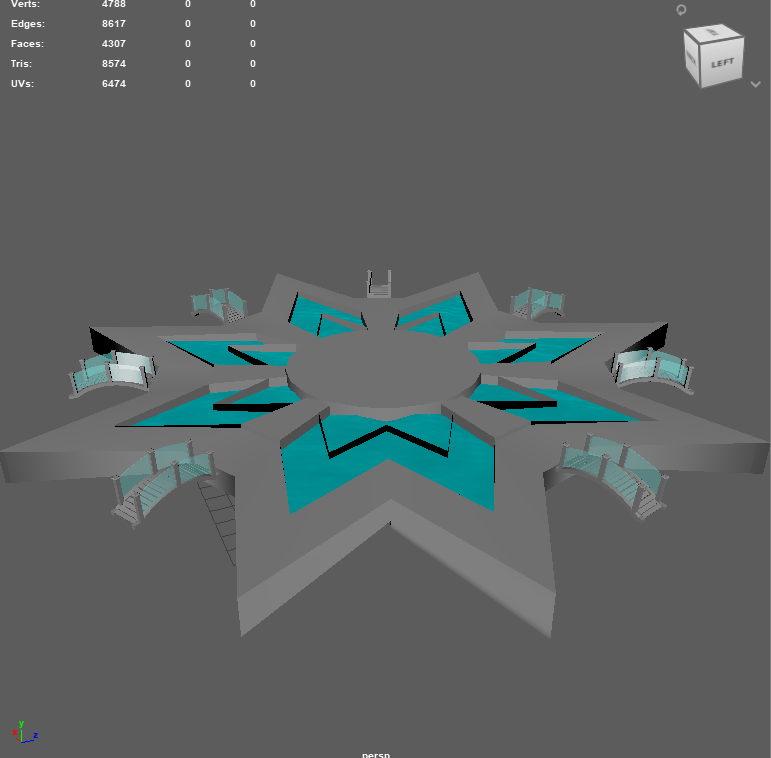 Verts: 4788 0 0
Edges: 8617 0 0
Faces: 4307 0 0
Tris: 8574 0 0
UVs: 6474 0 0
LEFT
y
z
persp